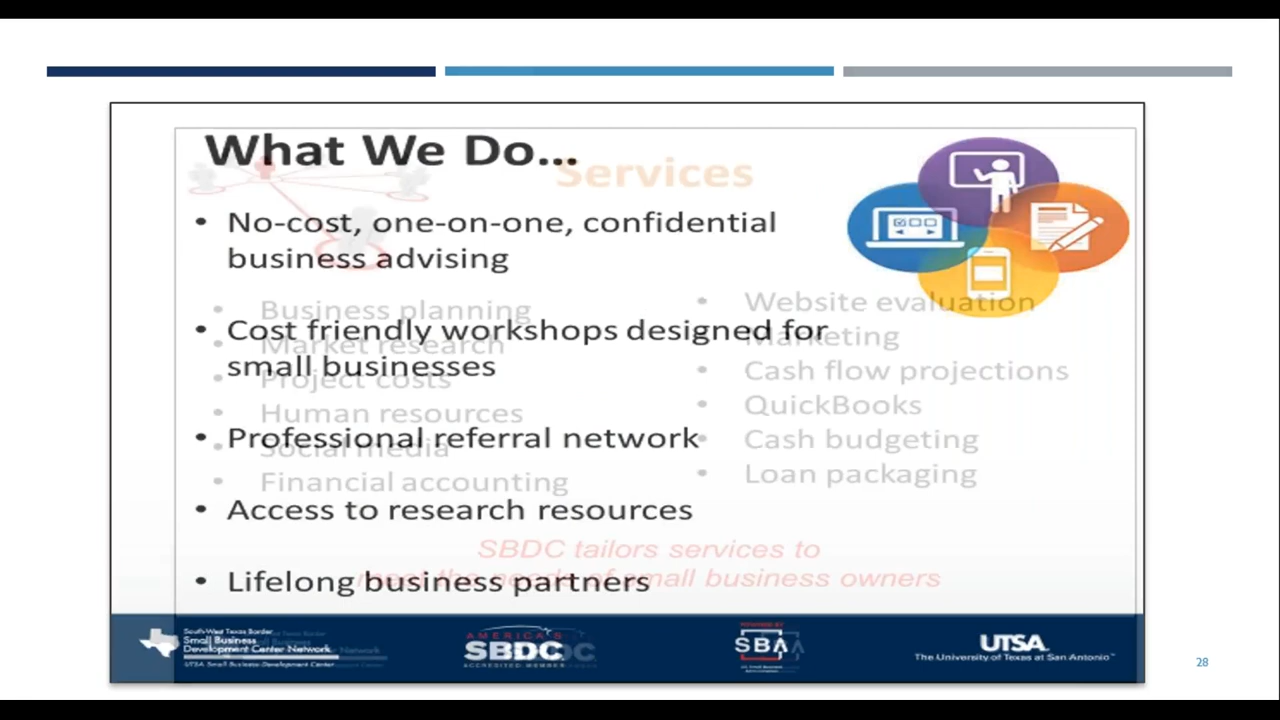 What We Do...
Services
• No-cost, one-on-one, confidential
business advising
• Cost friendly workshops designed for
small businesses
• Professional referral network
• Access to research resources
• Lifelong business partners
• Business planning
• Market research
• Project costs
• Human resources
• Social media
• Financial accounting
• Website evaluation
• Marketing
• Cash flow projections
• QuickBooks
• Cash budgeting
• Loan packaging
SBDC tailors services to
meet the needs of small business owners
South-West Texas Border
Small Business
Development Center Network
UTSA Small Business Development Center
AMERICA'S
SBDC
ACCREDITED MEMBER
POWERED BY
SBA
UTSA
The University of Texas at San Antonio™
28